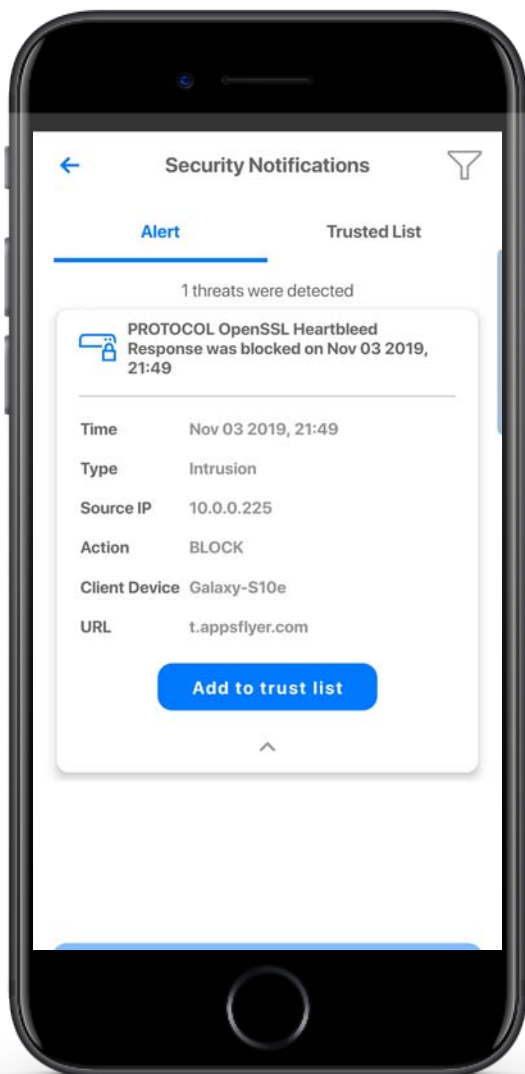 Security Notifications
Alert
Trusted List
1 threats were detected
PROTOCOL OpenSSL Heartbleed
Response was blocked on Nov 03 2019,
21:49
Time Nov 03 2019, 21:49
Type Intrusion
Source IP 10.0.0.225
Action BLOCK
Client Device Galaxy-S10e
URL t.appsflyer.com
Add to trust list